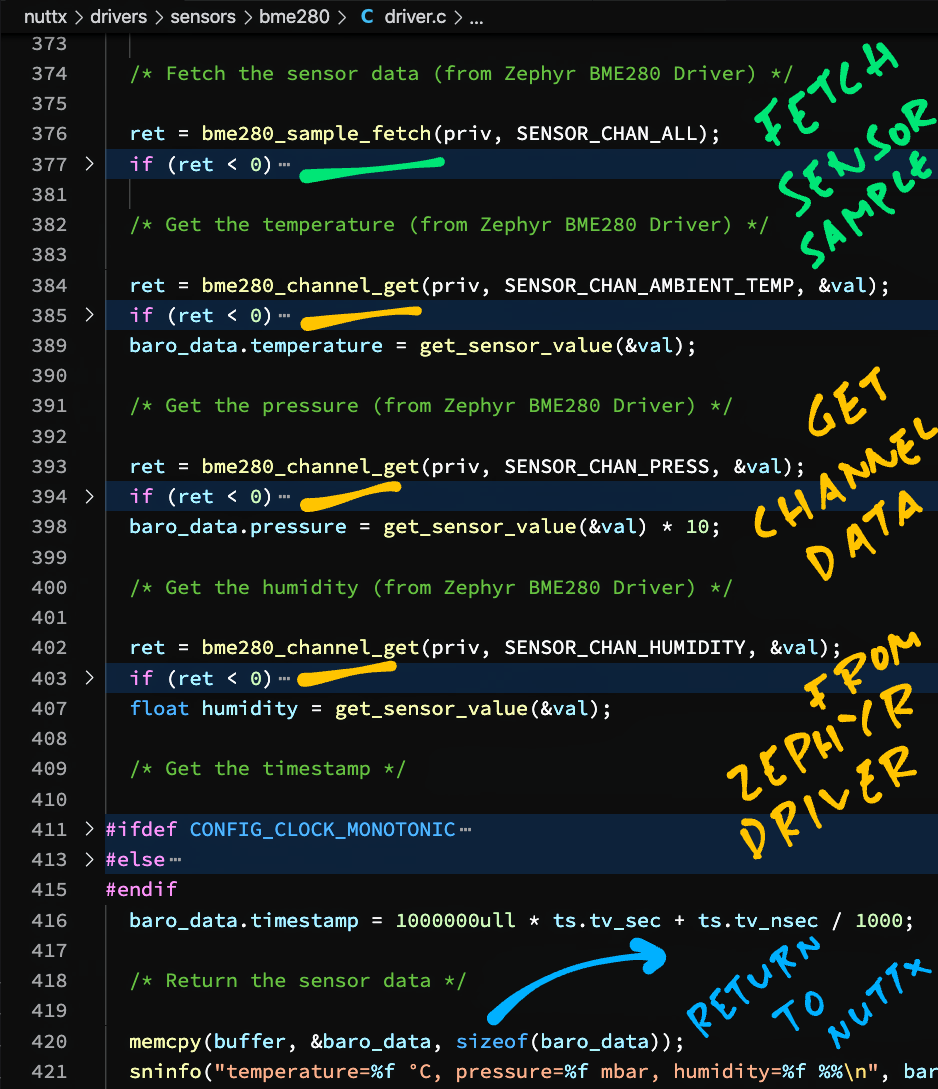 nuttx > drivers > sensors > bme280 > C driver.c > ...
373
374 /* Fetch the sensor data (from Zephyr BME280 Driver) */
375
376 ret = bme280_sample_fetch(priv, SENSOR_CHAN_ALL);
377 > if (ret < 0)⋯
381
382 /* Get the temperature (from Zephyr BME280 Driver) */
383
384 ret = bme280_channel_get(priv, SENSOR_CHAN_AMBIENT_TEMP, &val);
385 > if (ret < 0)⋯
389 baro_data.temperature = get_sensor_value(&val);
390
391 /* Get the pressure (from Zephyr BME280 Driver) */
392
393 ret = bme280_channel_get(priv, SENSOR_CHAN_PRESS, &val);
394 > if (ret < 0)⋯
398 baro_data.pressure = get_sensor_value(&val) * 10;
399
400 /* Get the humidity (from Zephyr BME280 Driver) */
401
402 ret = bme280_channel_get(priv, SENSOR_CHAN_HUMIDITY, &val);
403 > if (ret < 0)⋯
407 float humidity = get_sensor_value(&val);
408
409 /* Get the timestamp */
410
411 > #ifdef CONFIG_CLOCK_MONOTONIC⋯
413 > #else⋯
415 #endif
416 baro_data.timestamp = 1000000ull * ts.tv_sec + ts.tv_nsec / 1000;
417
418 /* Return the sensor data */
419
420 memcpy(buffer, &baro_data, sizeof(baro_data));
421 sninfo("temperature=%f °C, pressure=%f mbar, humidity=%f %%\n", bar
FETCH
SENSOR
SAMPLE
GET
CHANNEL
DATA
FROM
ZEPHYR
DRIVER
RETURN
TO
NUTTX